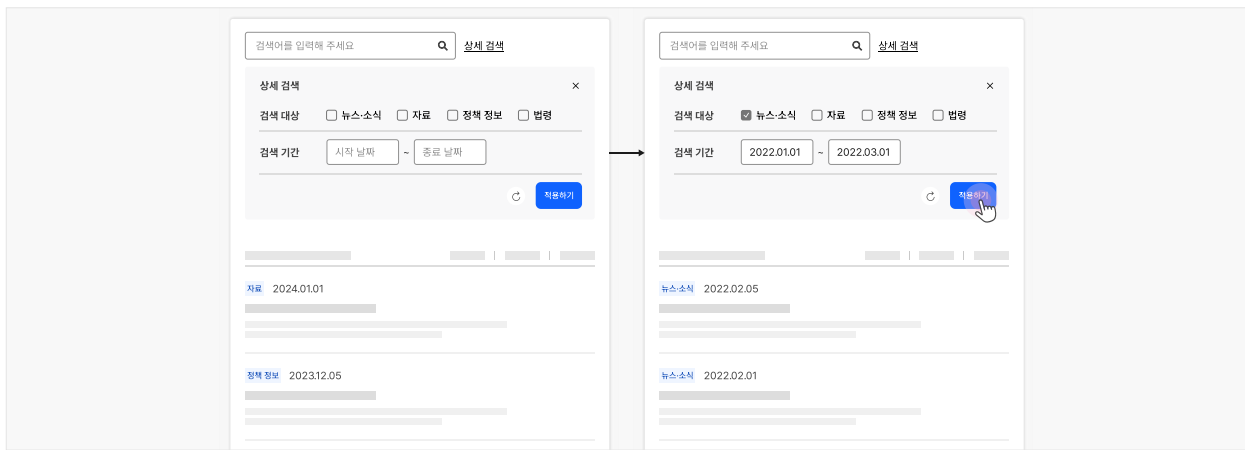 검색어를 입력해 주세요 상세 검색
상세 검색
검색 대상 뉴스·소식 자료 정책 정보 법령
검색 기간 시작 날짜 ~ 종료 날짜
적용하기
자료 2024.01.01
정책 정보 2023.12.05
검색어를 입력해 주세요 상세 검색
상세 검색
검색 대상 뉴스·소식 자료 정책 정보 법령
검색 기간 2022.01.01 ~ 2022.03.01
적용하기
뉴스·소식 2022.02.05
뉴스·소식 2022.02.01